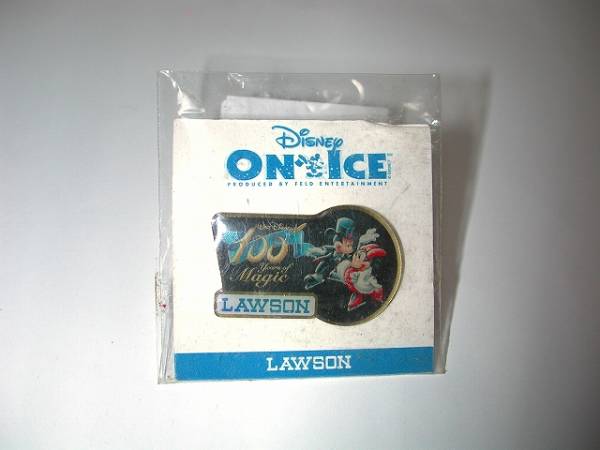 Disney
ON ICE
PRODUCED BY FELD ENTERTAINMENT
WALT DISNEY'S
100
Years of
Magic
LAWSON
LAWSON